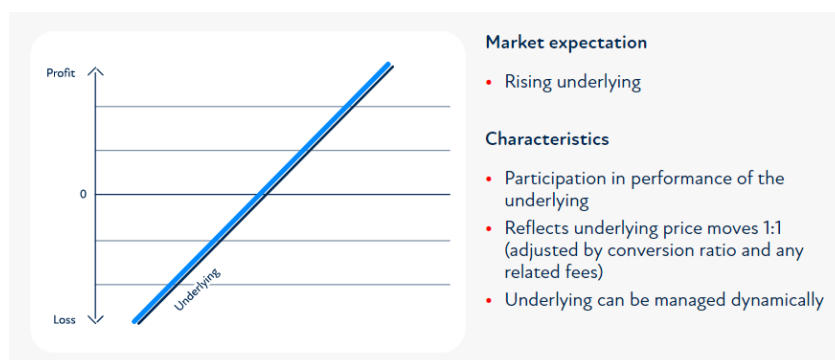 Profit
0
Loss
Underlying
Market expectation
• Rising underlying
Characteristics
• Participation in performance of the
underlying
• Reflects underlying price moves 1:1
(adjusted by conversion ratio and any
related fees)
• Underlying can be managed dynamically